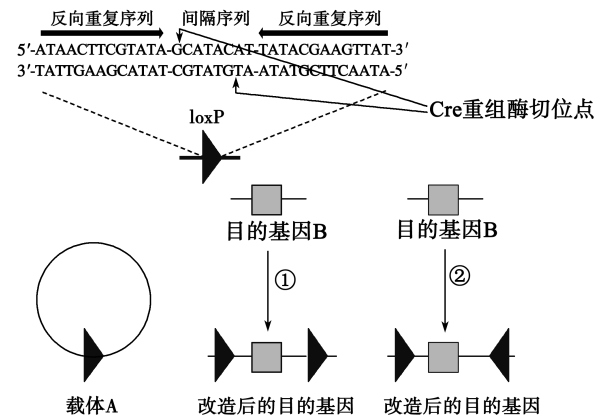 反向重复序列 间隔序列 反向重复序列
5′-ATAACTTCGTATA-GCATACAT-TATACGAAGTTAT-3′
3′-TATTGAAGCATAT-CGTATGTA-ATATGCTTCAATA-5′
Cre重组酶切位点
loxP
目的基因B 目的基因B
① ②
载体A 改造后的目的基因 改造后的目的基因